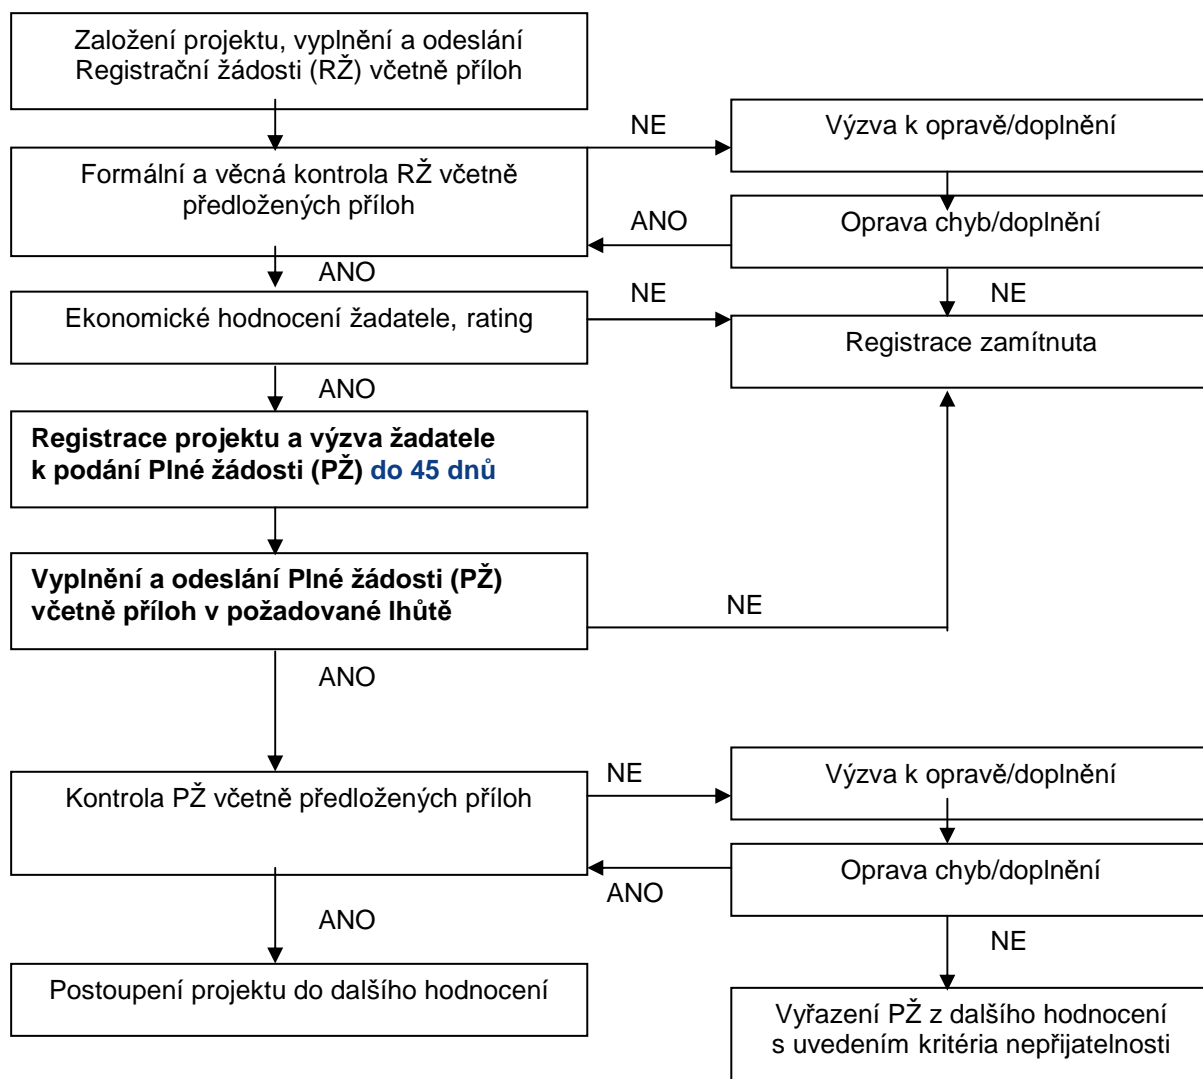 Založení projektu, vyplnění a odeslání
Registrační žádosti (RŽ) včetně příloh
NE
Výzva k opravě/doplnění
Formální a věcná kontrola RŽ včetně
předložených příloh
ANO
Oprava chyb/doplnění
ANO
NE
NE
Ekonomické hodnocení žadatele, rating
Registrace zamítnuta
ANO
Registrace projektu a výzva žadatele
k podání Plné žádosti (PŽ) do 45 dnů
Vyplnění a odeslání Plné žádosti (PŽ)
včetně příloh v požadované lhůtě
NE
ANO
NE
Výzva k opravě/doplnění
Kontrola PŽ včetně předložených příloh
Oprava chyb/doplnění
ANO
ANO
NE
Postoupení projektu do dalšího hodnocení
Vyřazení PŽ z dalšího hodnocení
s uvedením kritéria nepřijatelnosti